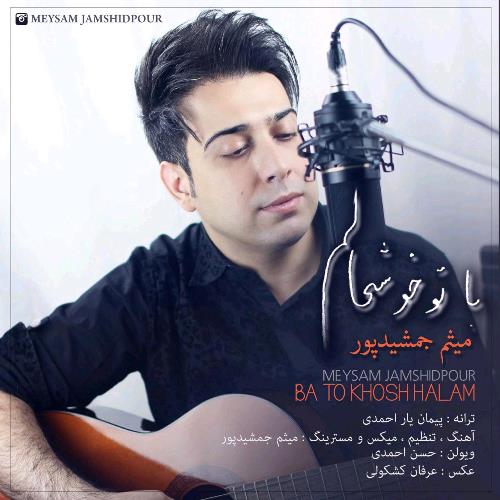 MEYSAM JAMSHIDPOUR
با تو خوشحالم
میثم جمشیدپور
MEYSAM JAMSHIDPOUR
BA TO KHOSH HALAM
ترانه : پیمان یار احمدی
آهنگ ، تنظیم ، میکس و مسترینگ : میثم جمشیدپور
ویولن : حسن احمدی
عکس : عرفان کشکولی